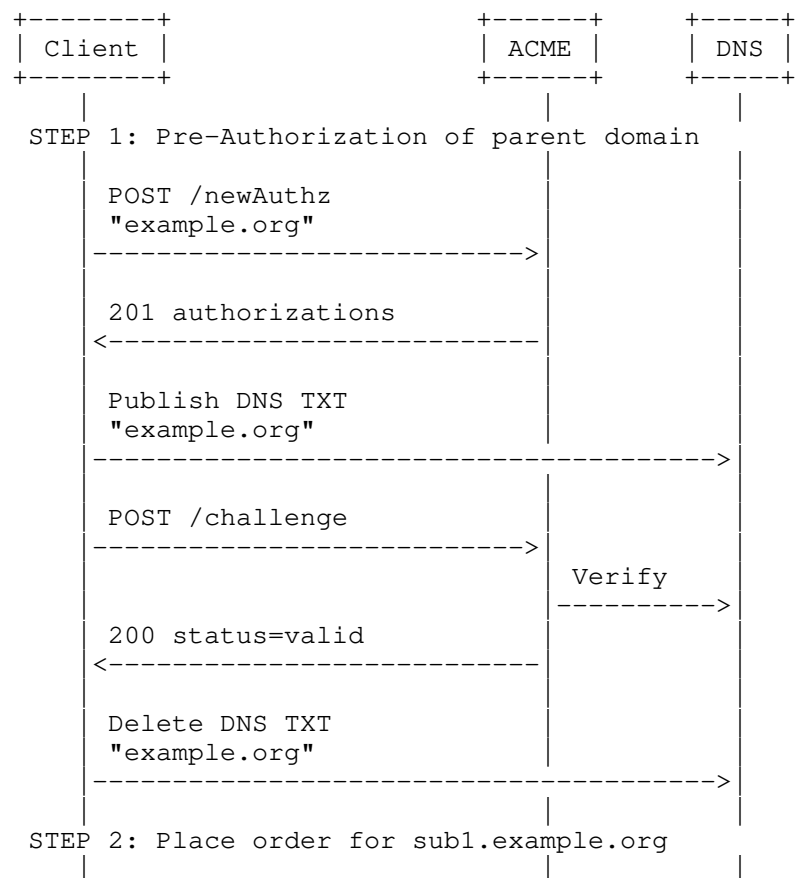 Client ACME DNS
STEP 1: Pre-Authorization of parent domain
POST /newAuthz
"example.org"
201 authorizations
Publish DNS TXT
"example.org"
POST /challenge
Verify
200 status=valid
Delete DNS TXT
"example.org"
STEP 2: Place order for sub1.example.org